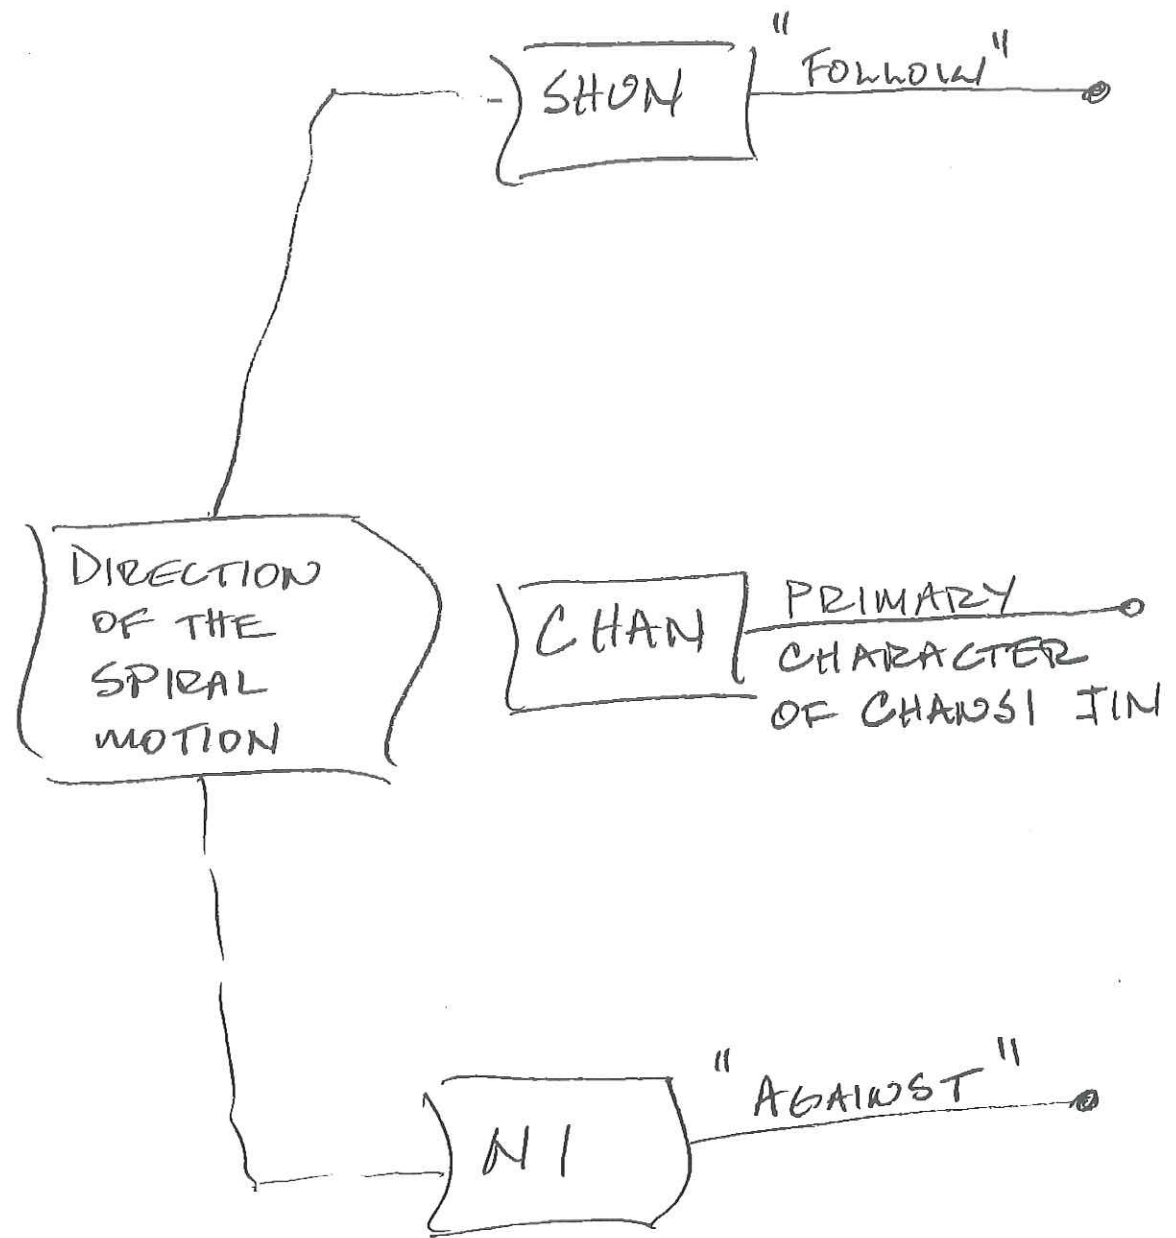 SHUN "FOLLOW"
DIRECTION
OF THE
SPIRAL
MOTION
CHAN PRIMARY
CHARACTER
OF CHANSI JIN
NI "AGAINST"